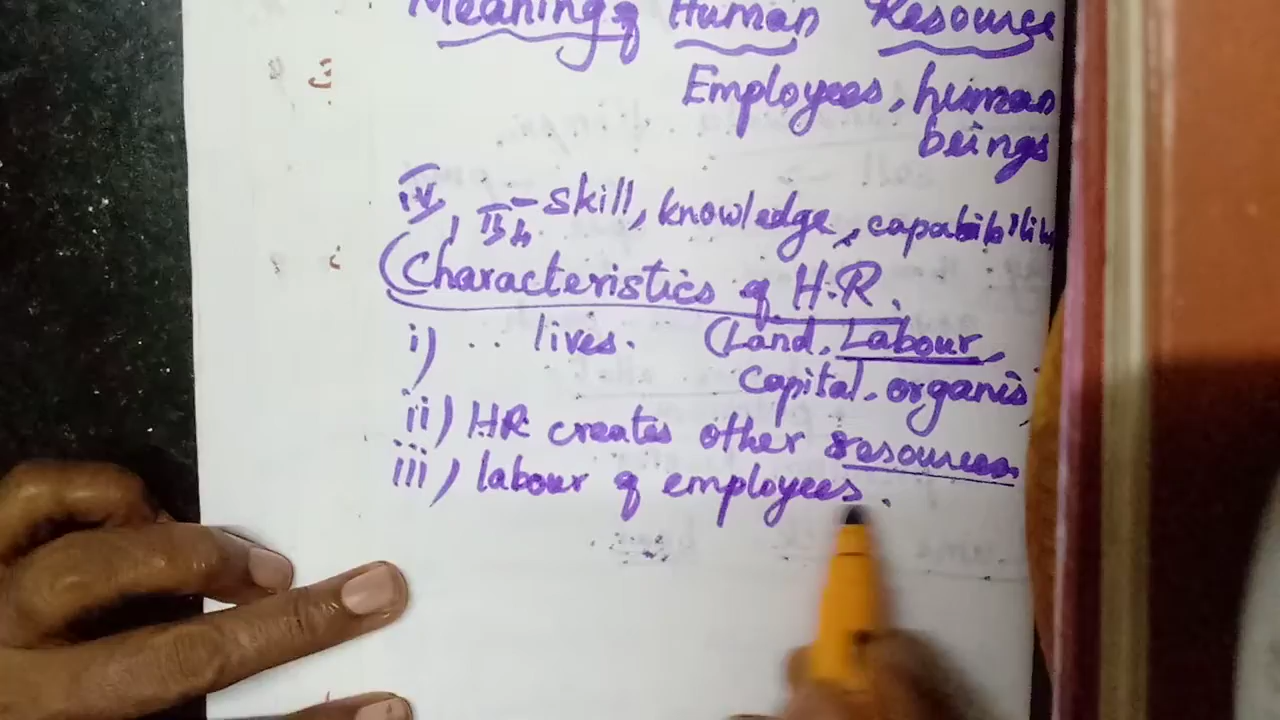 Meaning of Human Resource
Employees, human
beings
skill, knowledge, capabibilities
Characteristics of H.R.
i) .. lives. (Land, Labour,
Capital, organis
ii) HR creates other resources
iii) labour of employees.